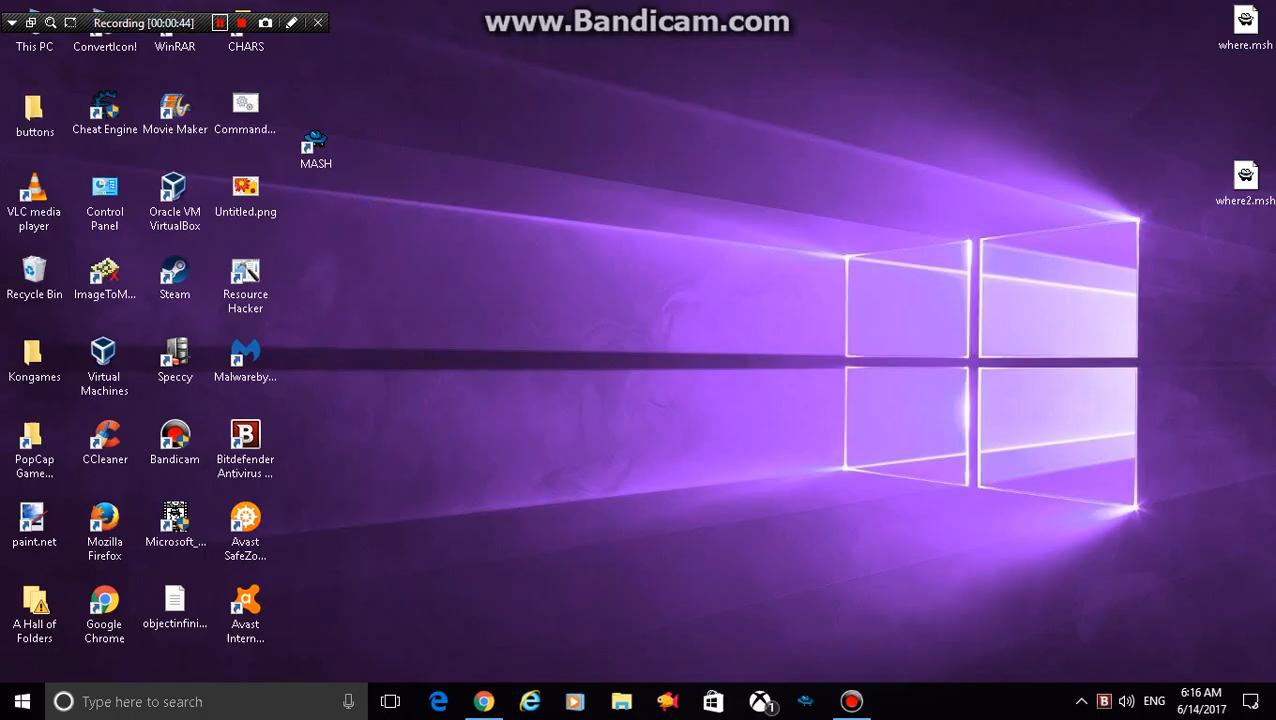 Recording [00:00:44]
www.Bandicam.com
This PC
ConvertIcon!
WinRAR
CHARS
where.msh
buttons
Cheat Engine
Movie Maker
Command...
MASH
where2.msh
VLC media
player
Control
Panel
Oracle VM
VirtualBox
Untitled.png
Recycle Bin
ImageToM...
Steam
Resource
Hacker
Kongames
Virtual
Machines
Speccy
Malwareby...
PopCap
Game...
CCleaner
Bandicam
B
Bitdefender
Antivirus ...
paint.net
Mozilla
Firefox
Microsoft_...
Avast
SafeZo...
A Hall of
Folders
Google
Chrome
objectinfini...
Avast
Intern...
Type here to search
1
B
ENG
6:16 AM
6/14/2017